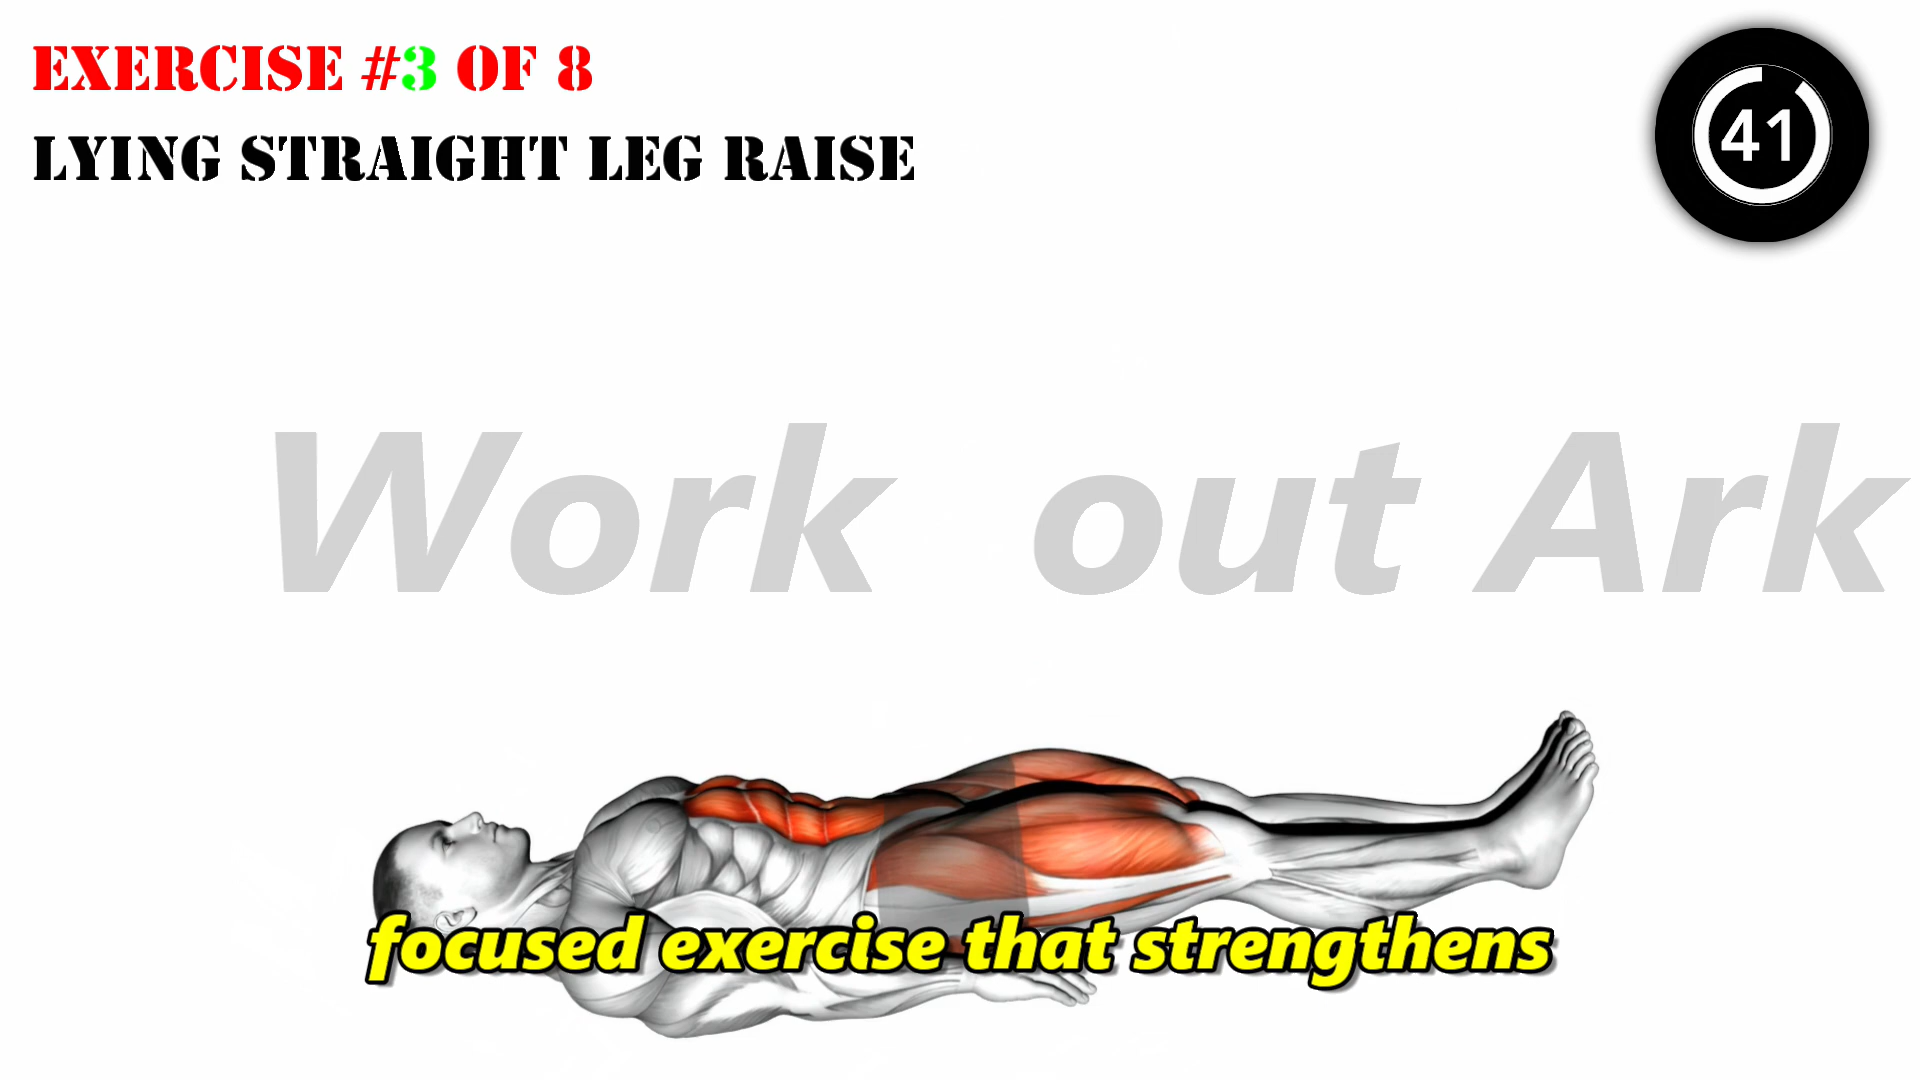 EXERCISE #3 OF 8
LYING STRAIGHT LEG RAISE
41
Work out Ark
focused exercise that strengthens